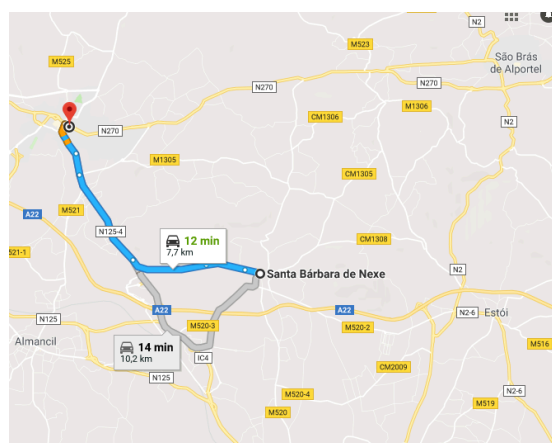 N2
M523
M525
São Brás
de Alportel
N270
M1306
CM1306
M1306
N270
N2
M1305
CM1305
A22
M521
N125-4
12 min
7,7 km
CM1308
521-1
Santa Bárbara de Nexe
N2
A22
A22
N125
M520-3
M520-2
N2-6
Estói
Almancil
14 min
10,2 km
IC4
M516
N125
CM2009
M520-4
N2-6
M519
M520